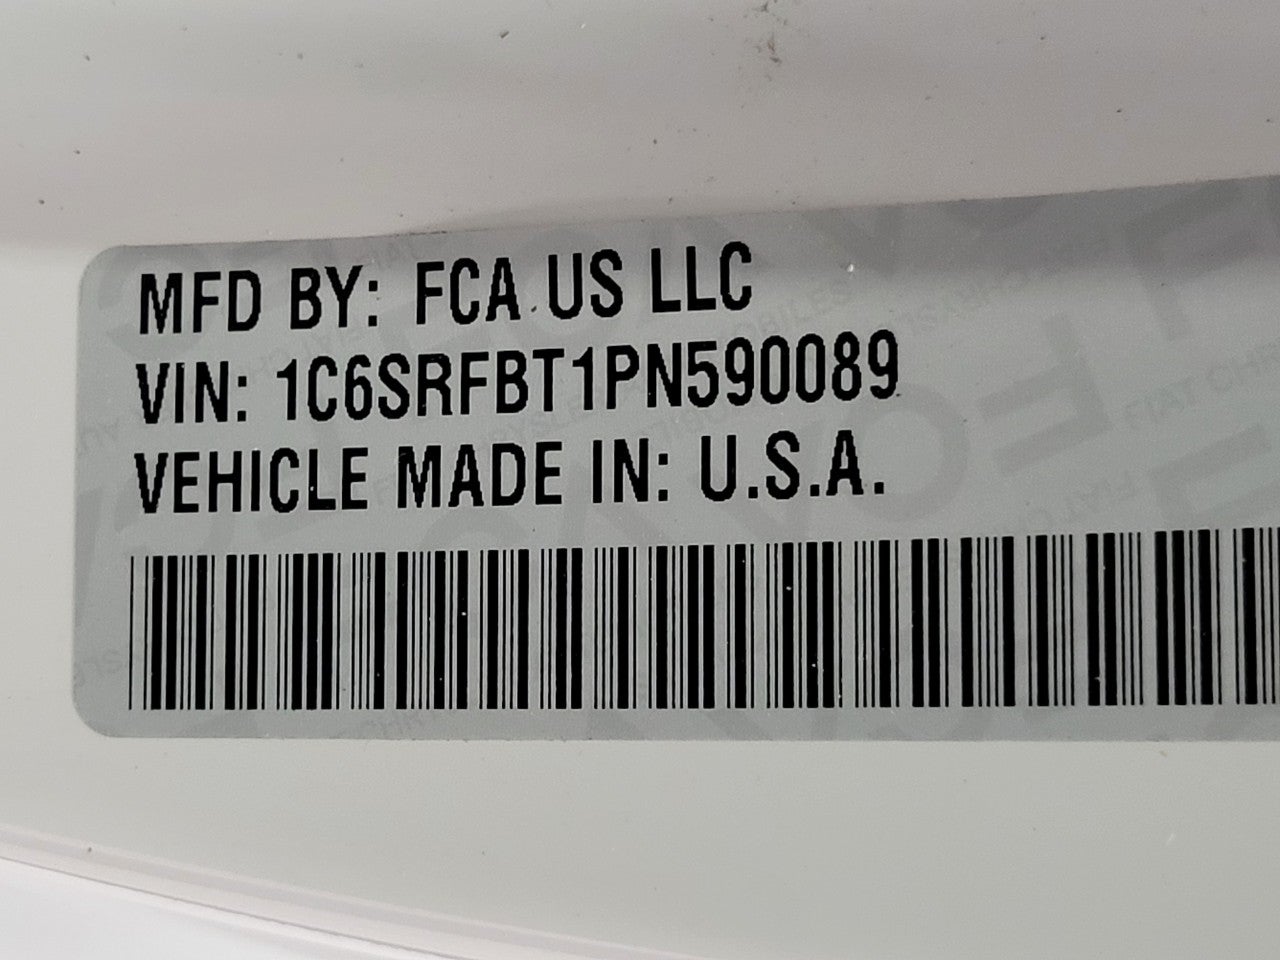 MFD BY: FCA US LLC
VIN: 1C6SRFBT1PN590089
VEHICLE MADE IN: U.S.A.